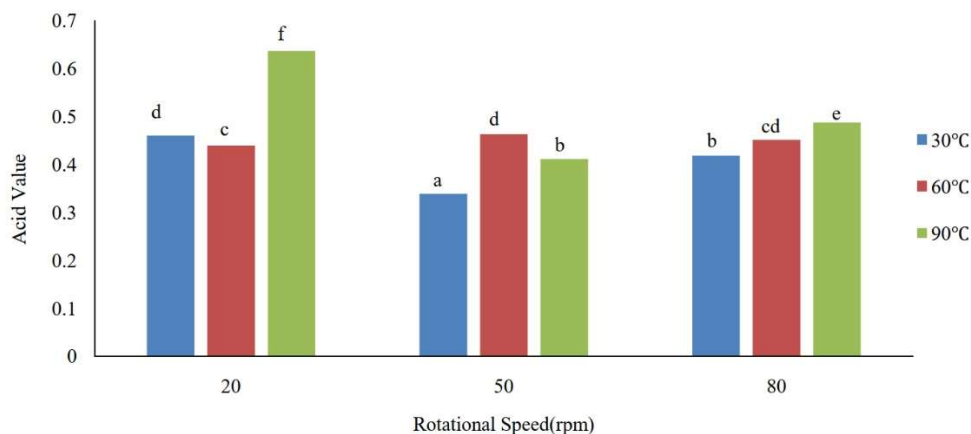 Acid Value
0.7
0.6
0.5
0.4
0.3
0.2
0.1
0
d
c
f
a
d
b
b
cd
e
20
50
80
Rotational Speed(rpm)
30℃
60℃
90℃